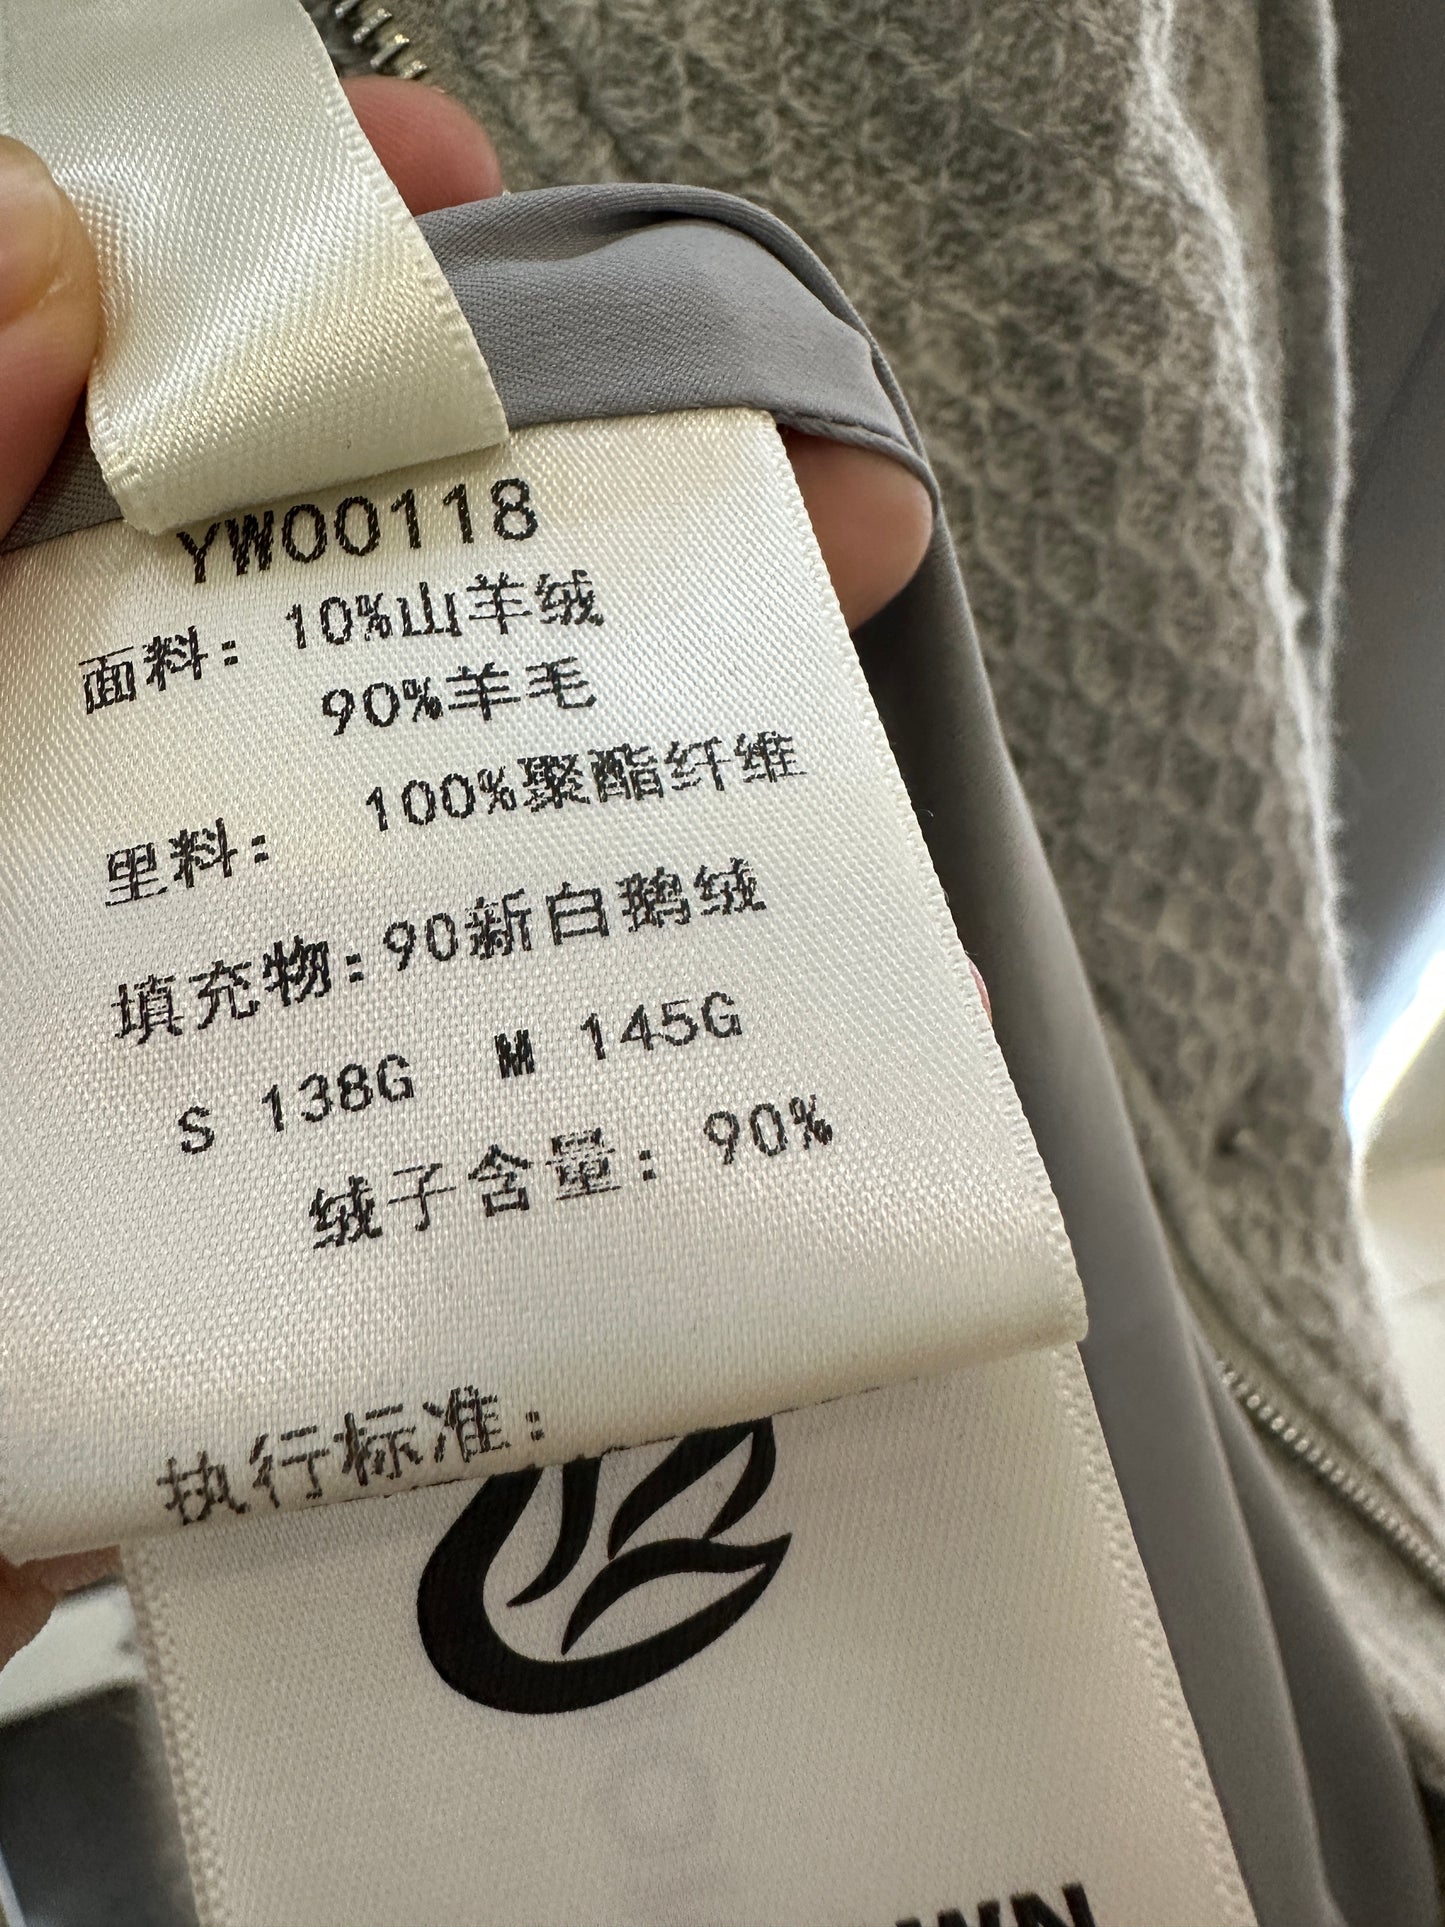 YW00118
面料: 10%山羊绒
90%羊毛
里料: 100%聚酯纤维
填充物:90新白鹅绒
S 138G M 145G
绒子含量: 90%
执行标准: